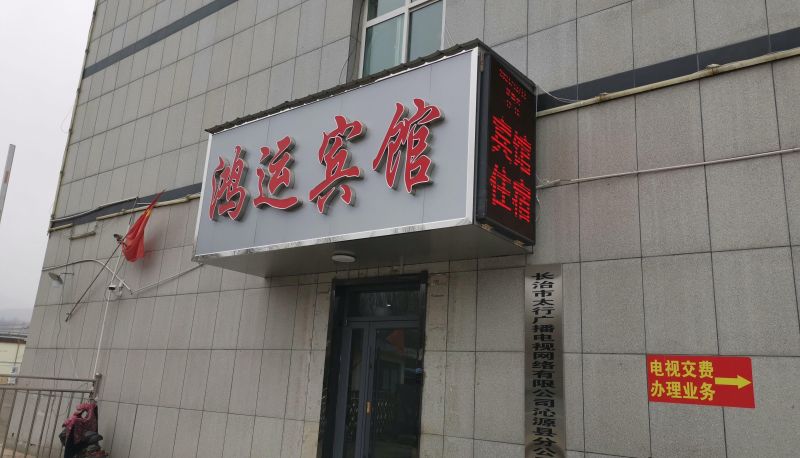 鸿运宾馆
宾馆
住宿
长治市太行广播电视网络有限公司沁源县分公
电视交费
办理业务